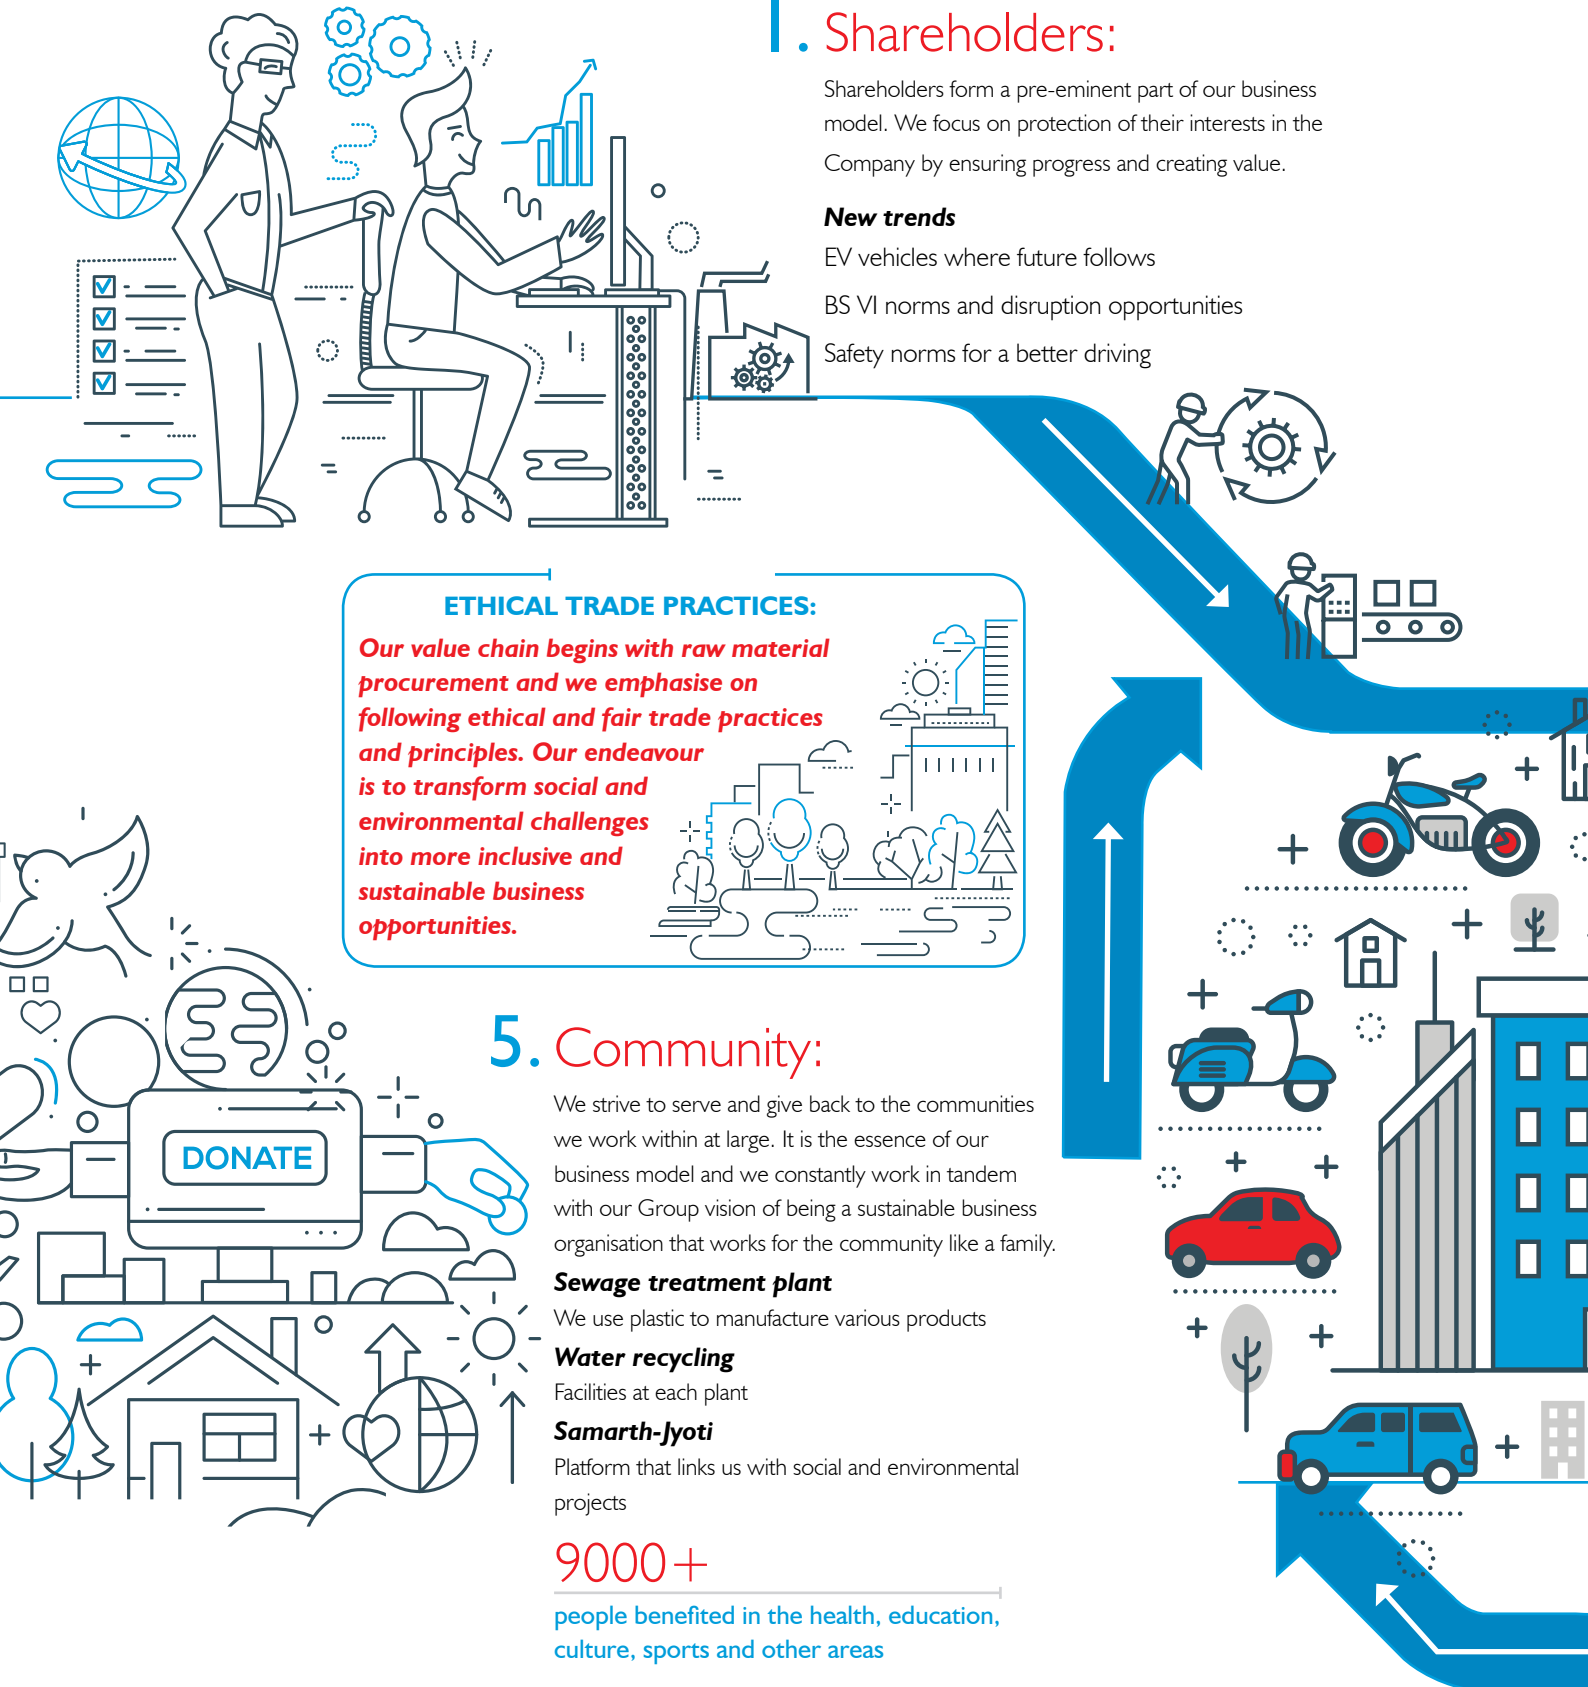 1. Shareholders:
Shareholders form a pre-eminent part of our business
model. We focus on protection of their interests in the
Company by ensuring progress and creating value.
New trends
EV vehicles where future follows
BS VI norms and disruption opportunities
Safety norms for a better driving
ETHICAL TRADE PRACTICES:
Our value chain begins with raw material
procurement and we emphasise on
following ethical and fair trade practices
and principles. Our endeavour
is to transform social and
environmental challenges
into more inclusive and
sustainable business
opportunities.
DONATE
5. Community:
We strive to serve and give back to the communities
we work within at large. It is the essence of our
business model and we constantly work in tandem
with our Group vision of being a sustainable business
organisation that works for the community like a family.
Sewage treatment plant
We use plastic to manufacture various products
Water recycling
Facilities at each plant
Samarth-Jyoti
Platform that links us with social and environmental
projects
9000+
people benefited in the health, education,
culture, sports and other areas